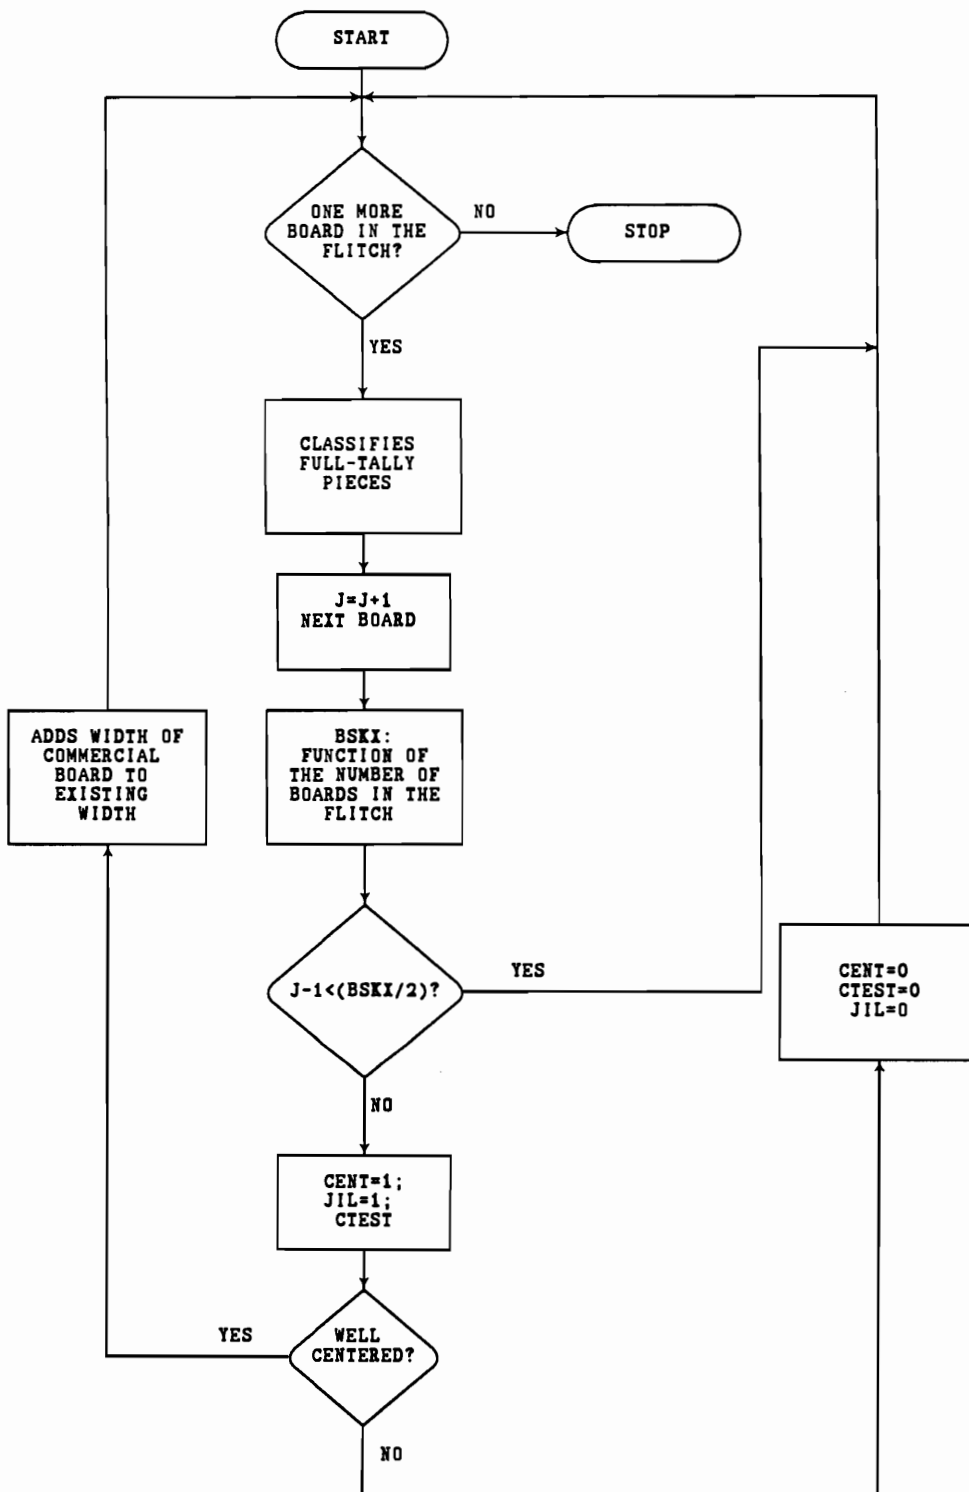 START
ONE MORE
BOARD IN THE
FLITCH?
NO
STOP
YES
CLASSIFIES
FULL-TALLY
PIECES
J=J+1
NEXT BOARD
ADDS WIDTH OF
COMMERCIAL
BOARD TO
EXISTING
WIDTH
BSKX:
FUNCTION OF
THE NUMBER OF
BOARDS IN THE
FLITCH
J-1<(BSKX/2)?
YES
CENT=0
CTEST=0
JIL=0
NO
CENT=1;
JIL=1;
CTEST
YES
WELL
CENTERED?
NO